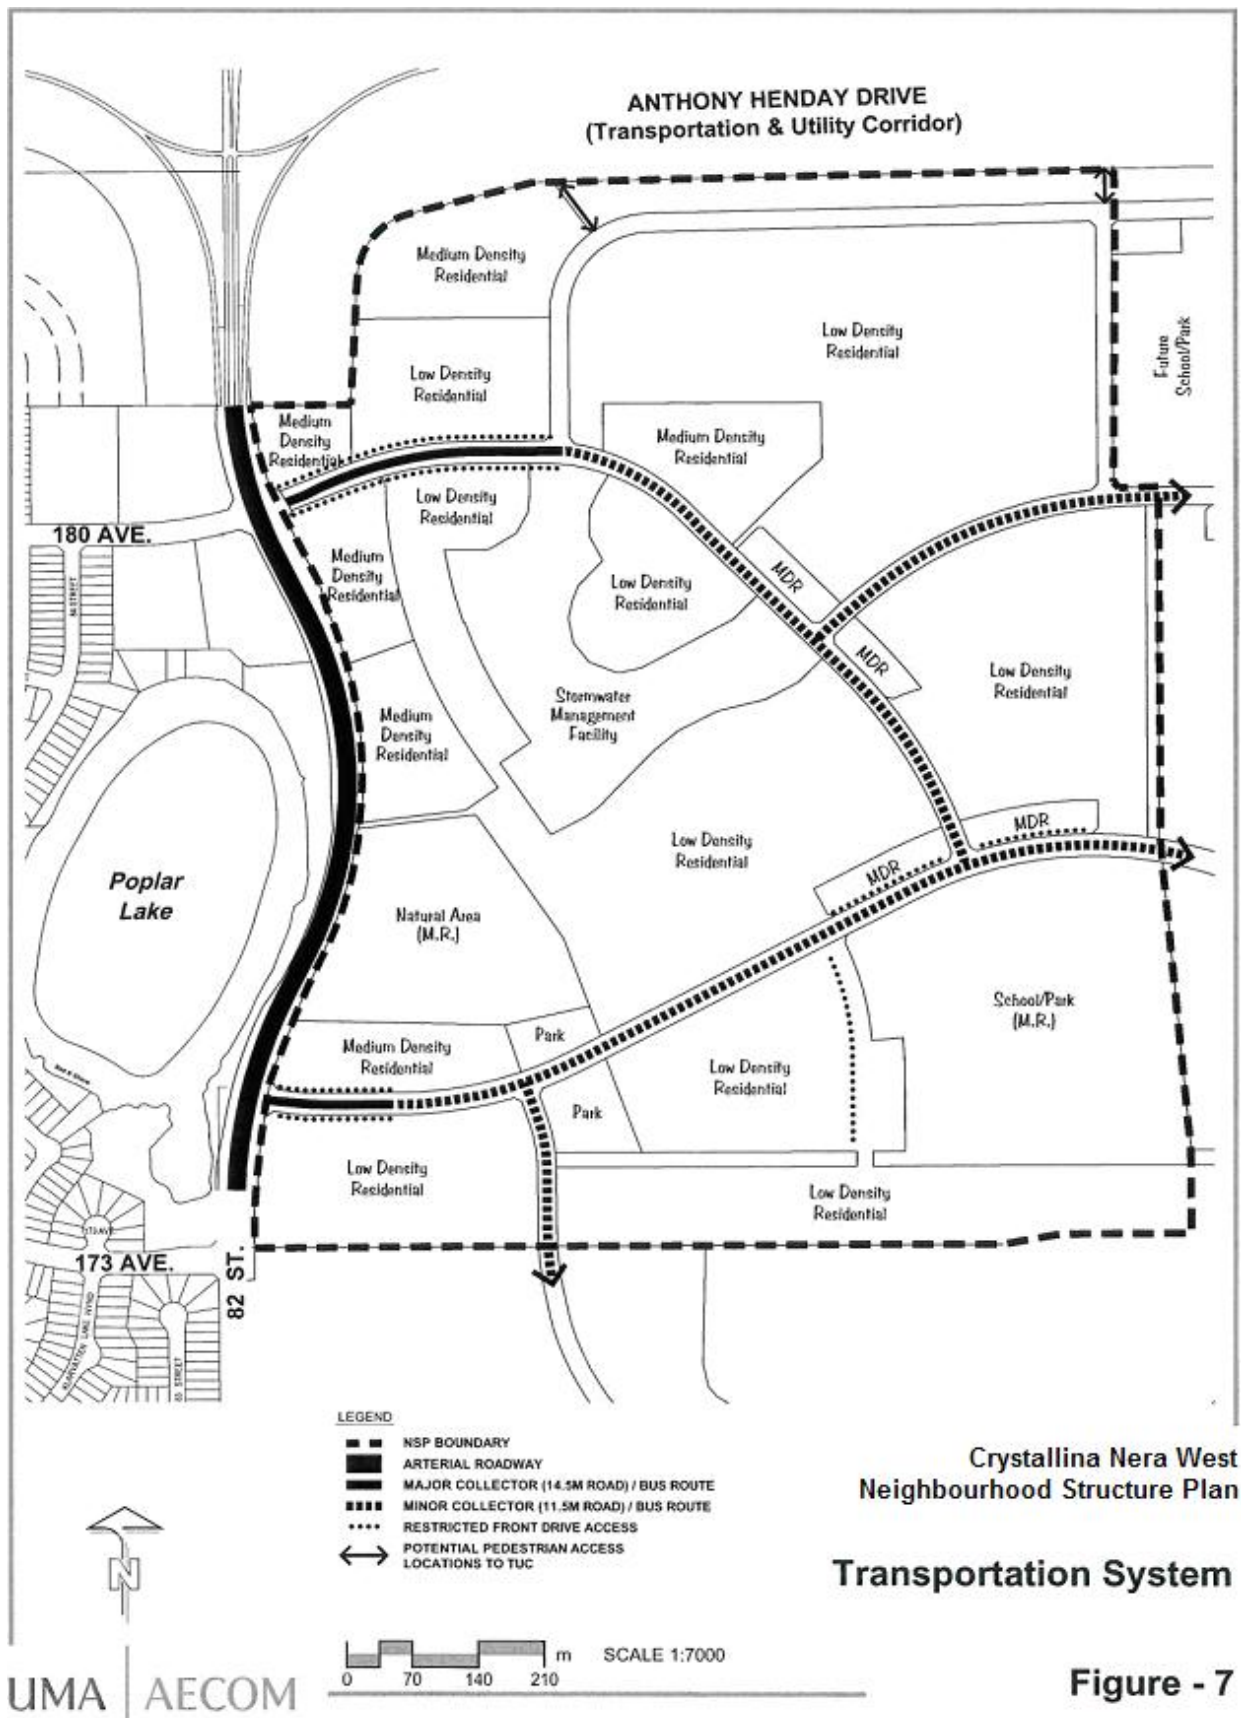 ANTHONY HENDAY DRIVE
(Transportation & Utility Corridor)
Medium Density
Residential
Low Density
Residential
Future
School/Park
Low Density
Residential
Medium
Density
Residential
Medium Density
Residential
Low Density
Residential
180 AVE.
Medium
Density
Residential
Low Density
Residential
MDR
MDR
Low Density
Residential
Stormwater
Management
Facility
Medium
Density
Residential
MDR
Low Density
Residential
MDR
Poplar
Lake
Natural Area
(M.R.)
School/Park
(M.R.)
Park
Medium Density
Residential
Low Density
Residential
Park
Low Density
Residential
Low Density
Residential
173 AVE.
82 ST.
KLARVATTEN LAKE WYND
85 STREET
LEGEND
NSP BOUNDARY
ARTERIAL ROADWAY
MAJOR COLLECTOR (14.5M ROAD) / BUS ROUTE
MINOR COLLECTOR (11.5M ROAD) / BUS ROUTE
RESTRICTED FRONT DRIVE ACCESS
POTENTIAL PEDESTRIAN ACCESS
LOCATIONS TO TUC
Crystallina Nera West
Neighbourhood Structure Plan
Transportation System
N
0 70 140 210 m
SCALE 1:7000
UMA | AECOM
Figure - 7